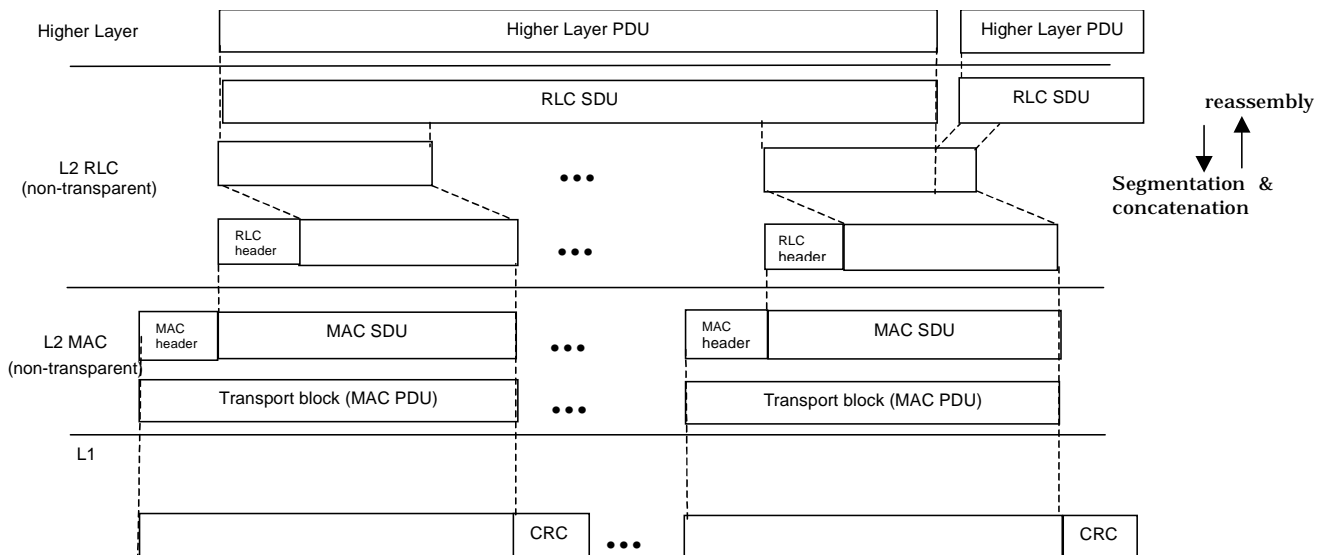 Higher Layer
Higher Layer PDU
Higher Layer PDU
RLC SDU
RLC SDU
reassembly
L2 RLC
(non-transparent)
•••
•••
Segmentation &
concatenation
RLC
header
•••
RLC
header
L2 MAC
(non-transparent)
MAC
header
MAC SDU
•••
MAC
header
MAC SDU
Transport block (MAC PDU)
•••
Transport block (MAC PDU)
L1
CRC
•••
CRC